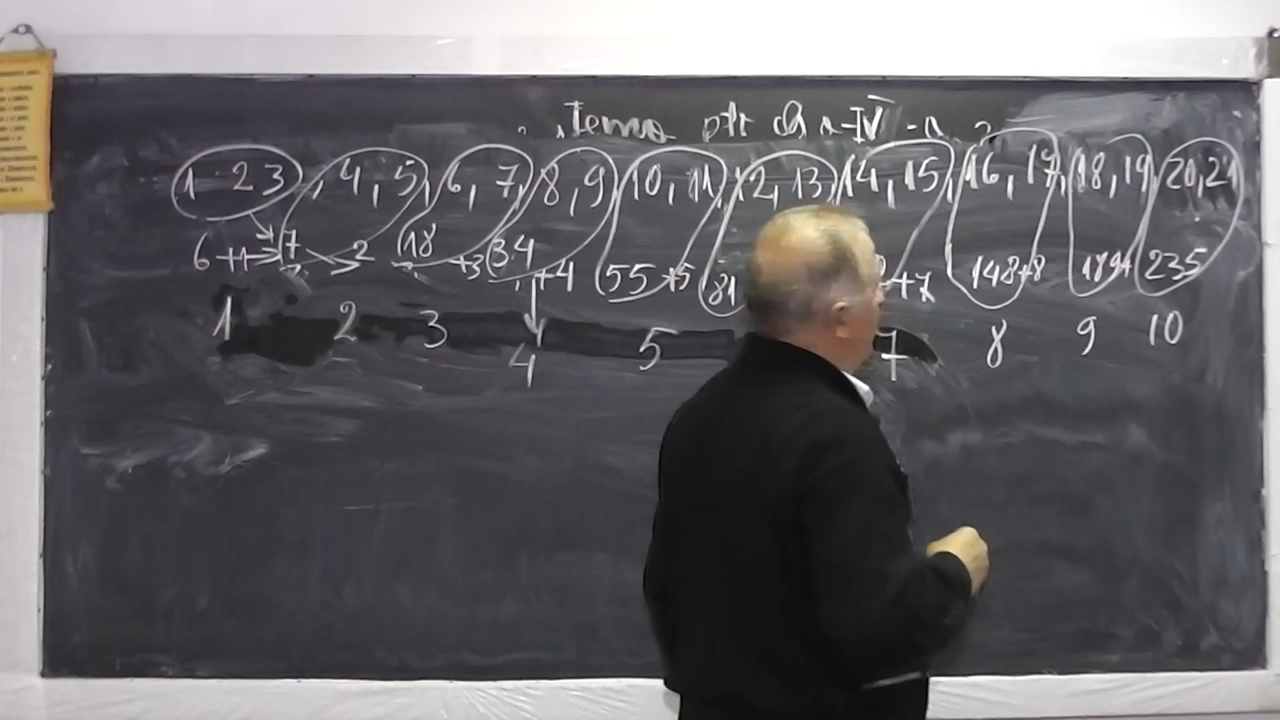 Tema ptr cls a-IV-a
1 2 3, 4, 5, 6, 7, 8, 9 10, 11, 12, 13 14, 15, 16, 17, 18, 19 20, 21
6+1 7 2 18 +3 34 +4 55 +5 81 +7 148+8 189+ 235
1 2 3 4 5 7 8 9 10
4